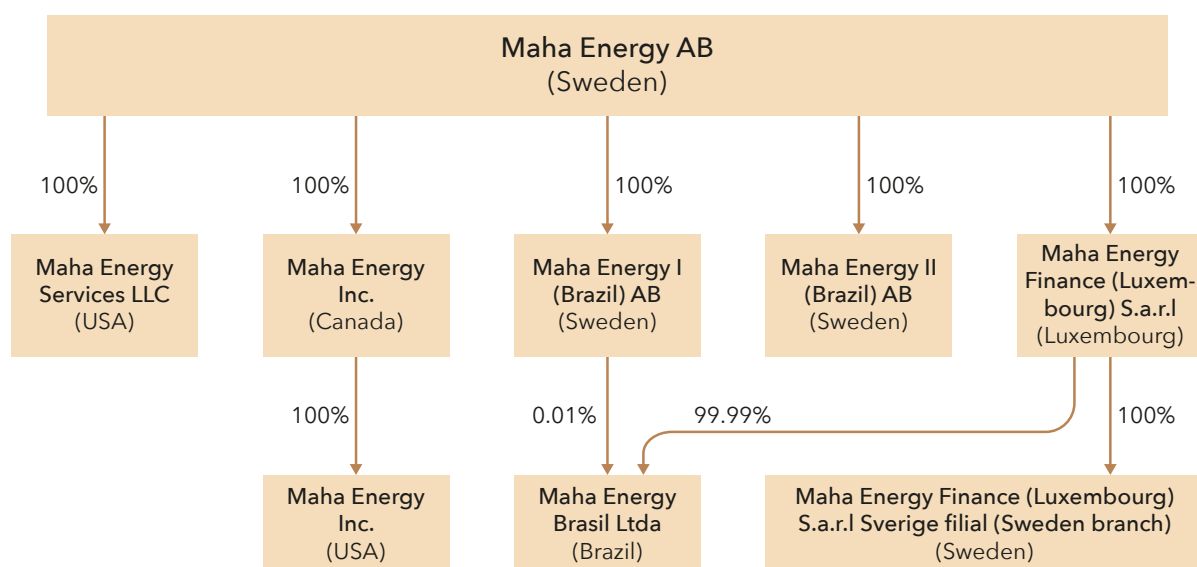 Maha Energy AB
(Sweden)
100%
100%
100%
100%
100%
Maha Energy
Services LLC
(USA)
Maha Energy
Inc.
(Canada)
Maha Energy I
(Brazil) AB
(Sweden)
Maha Energy II
(Brazil) AB
(Sweden)
Maha Energy
Finance (Luxem-
bourg) S.a.r.l
(Luxembourg)
100%
0.01%
99.99%
100%
Maha Energy
Inc.
(USA)
Maha Energy
Brasil Ltda
(Brazil)
Maha Energy Finance (Luxembourg)
S.a.r.l Sverige filial (Sweden branch)
(Sweden)